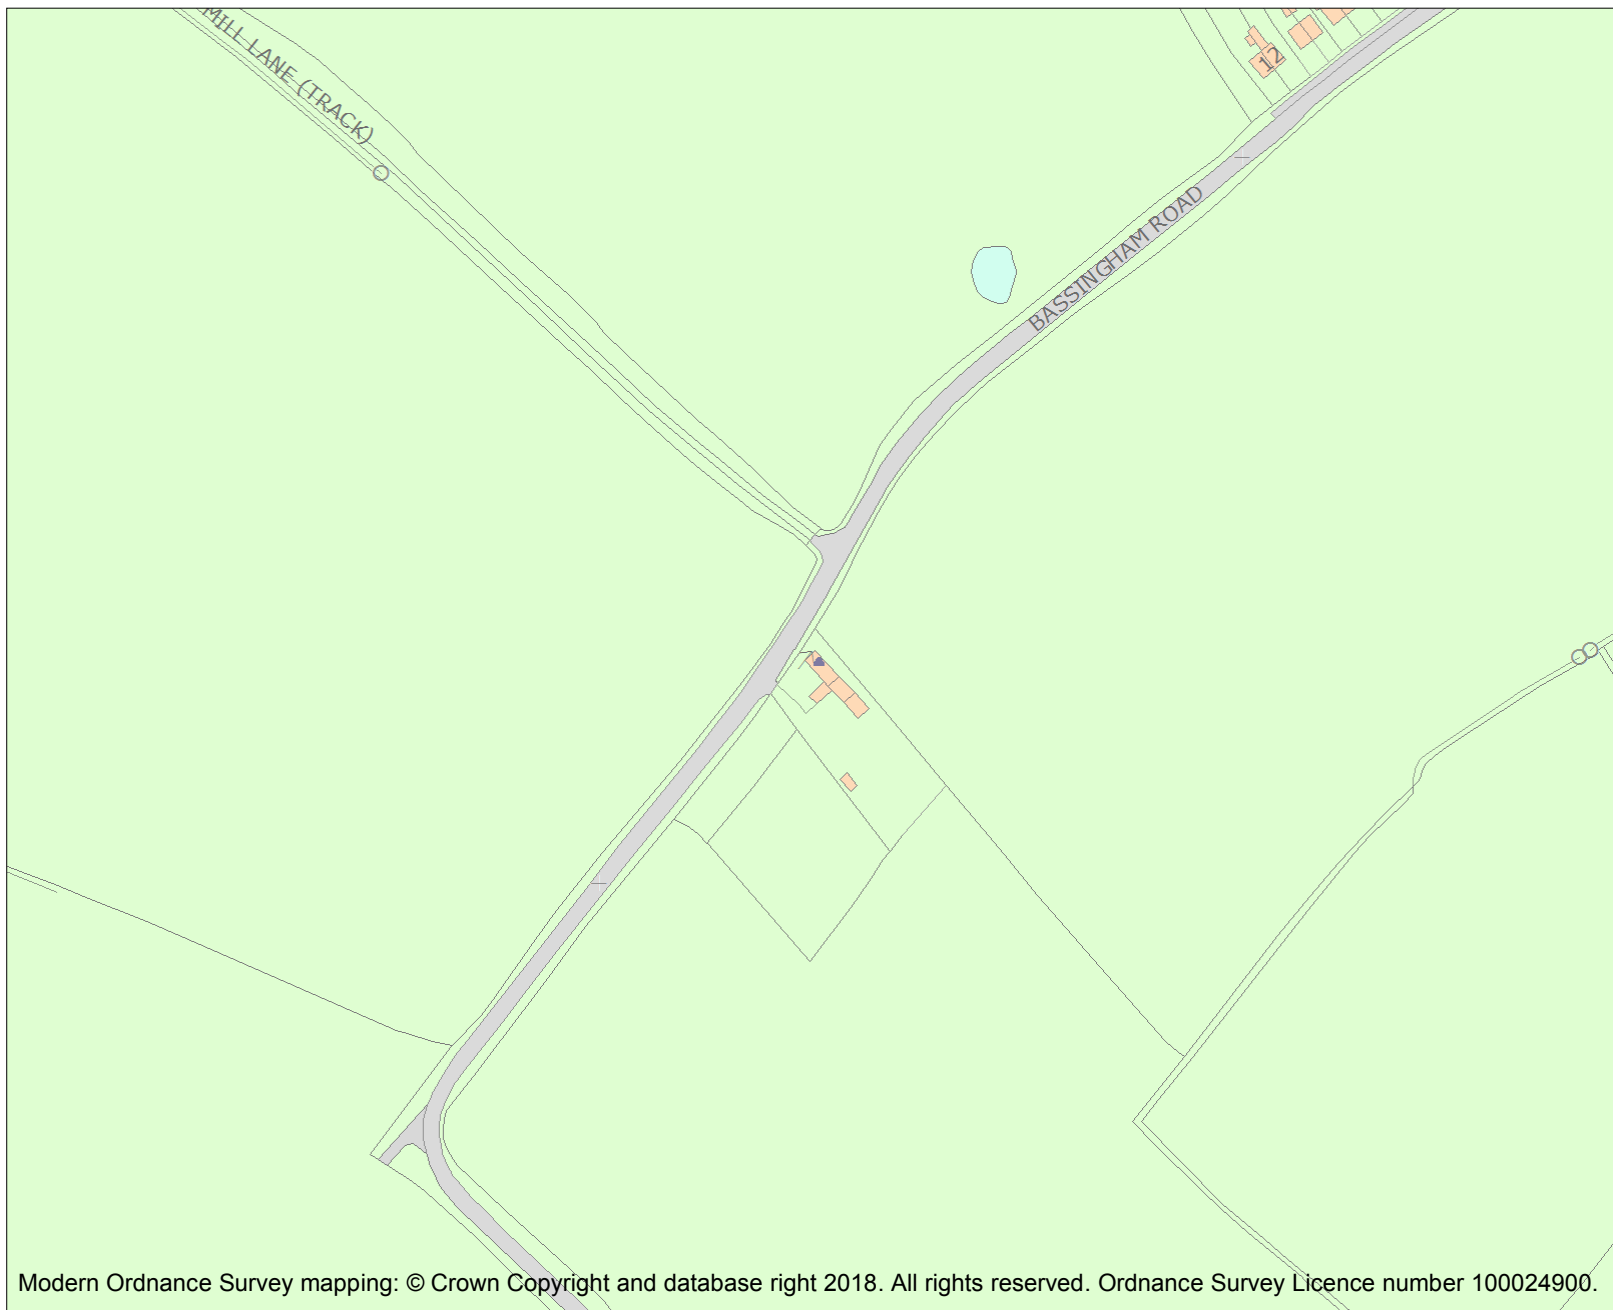 MILL LANE (TRACK)
12
BASSINGHAM ROAD
Modern Ordnance Survey mapping: © Crown Copyright and database right 2018. All rights reserved. Ordnance Survey Licence number 100024900.